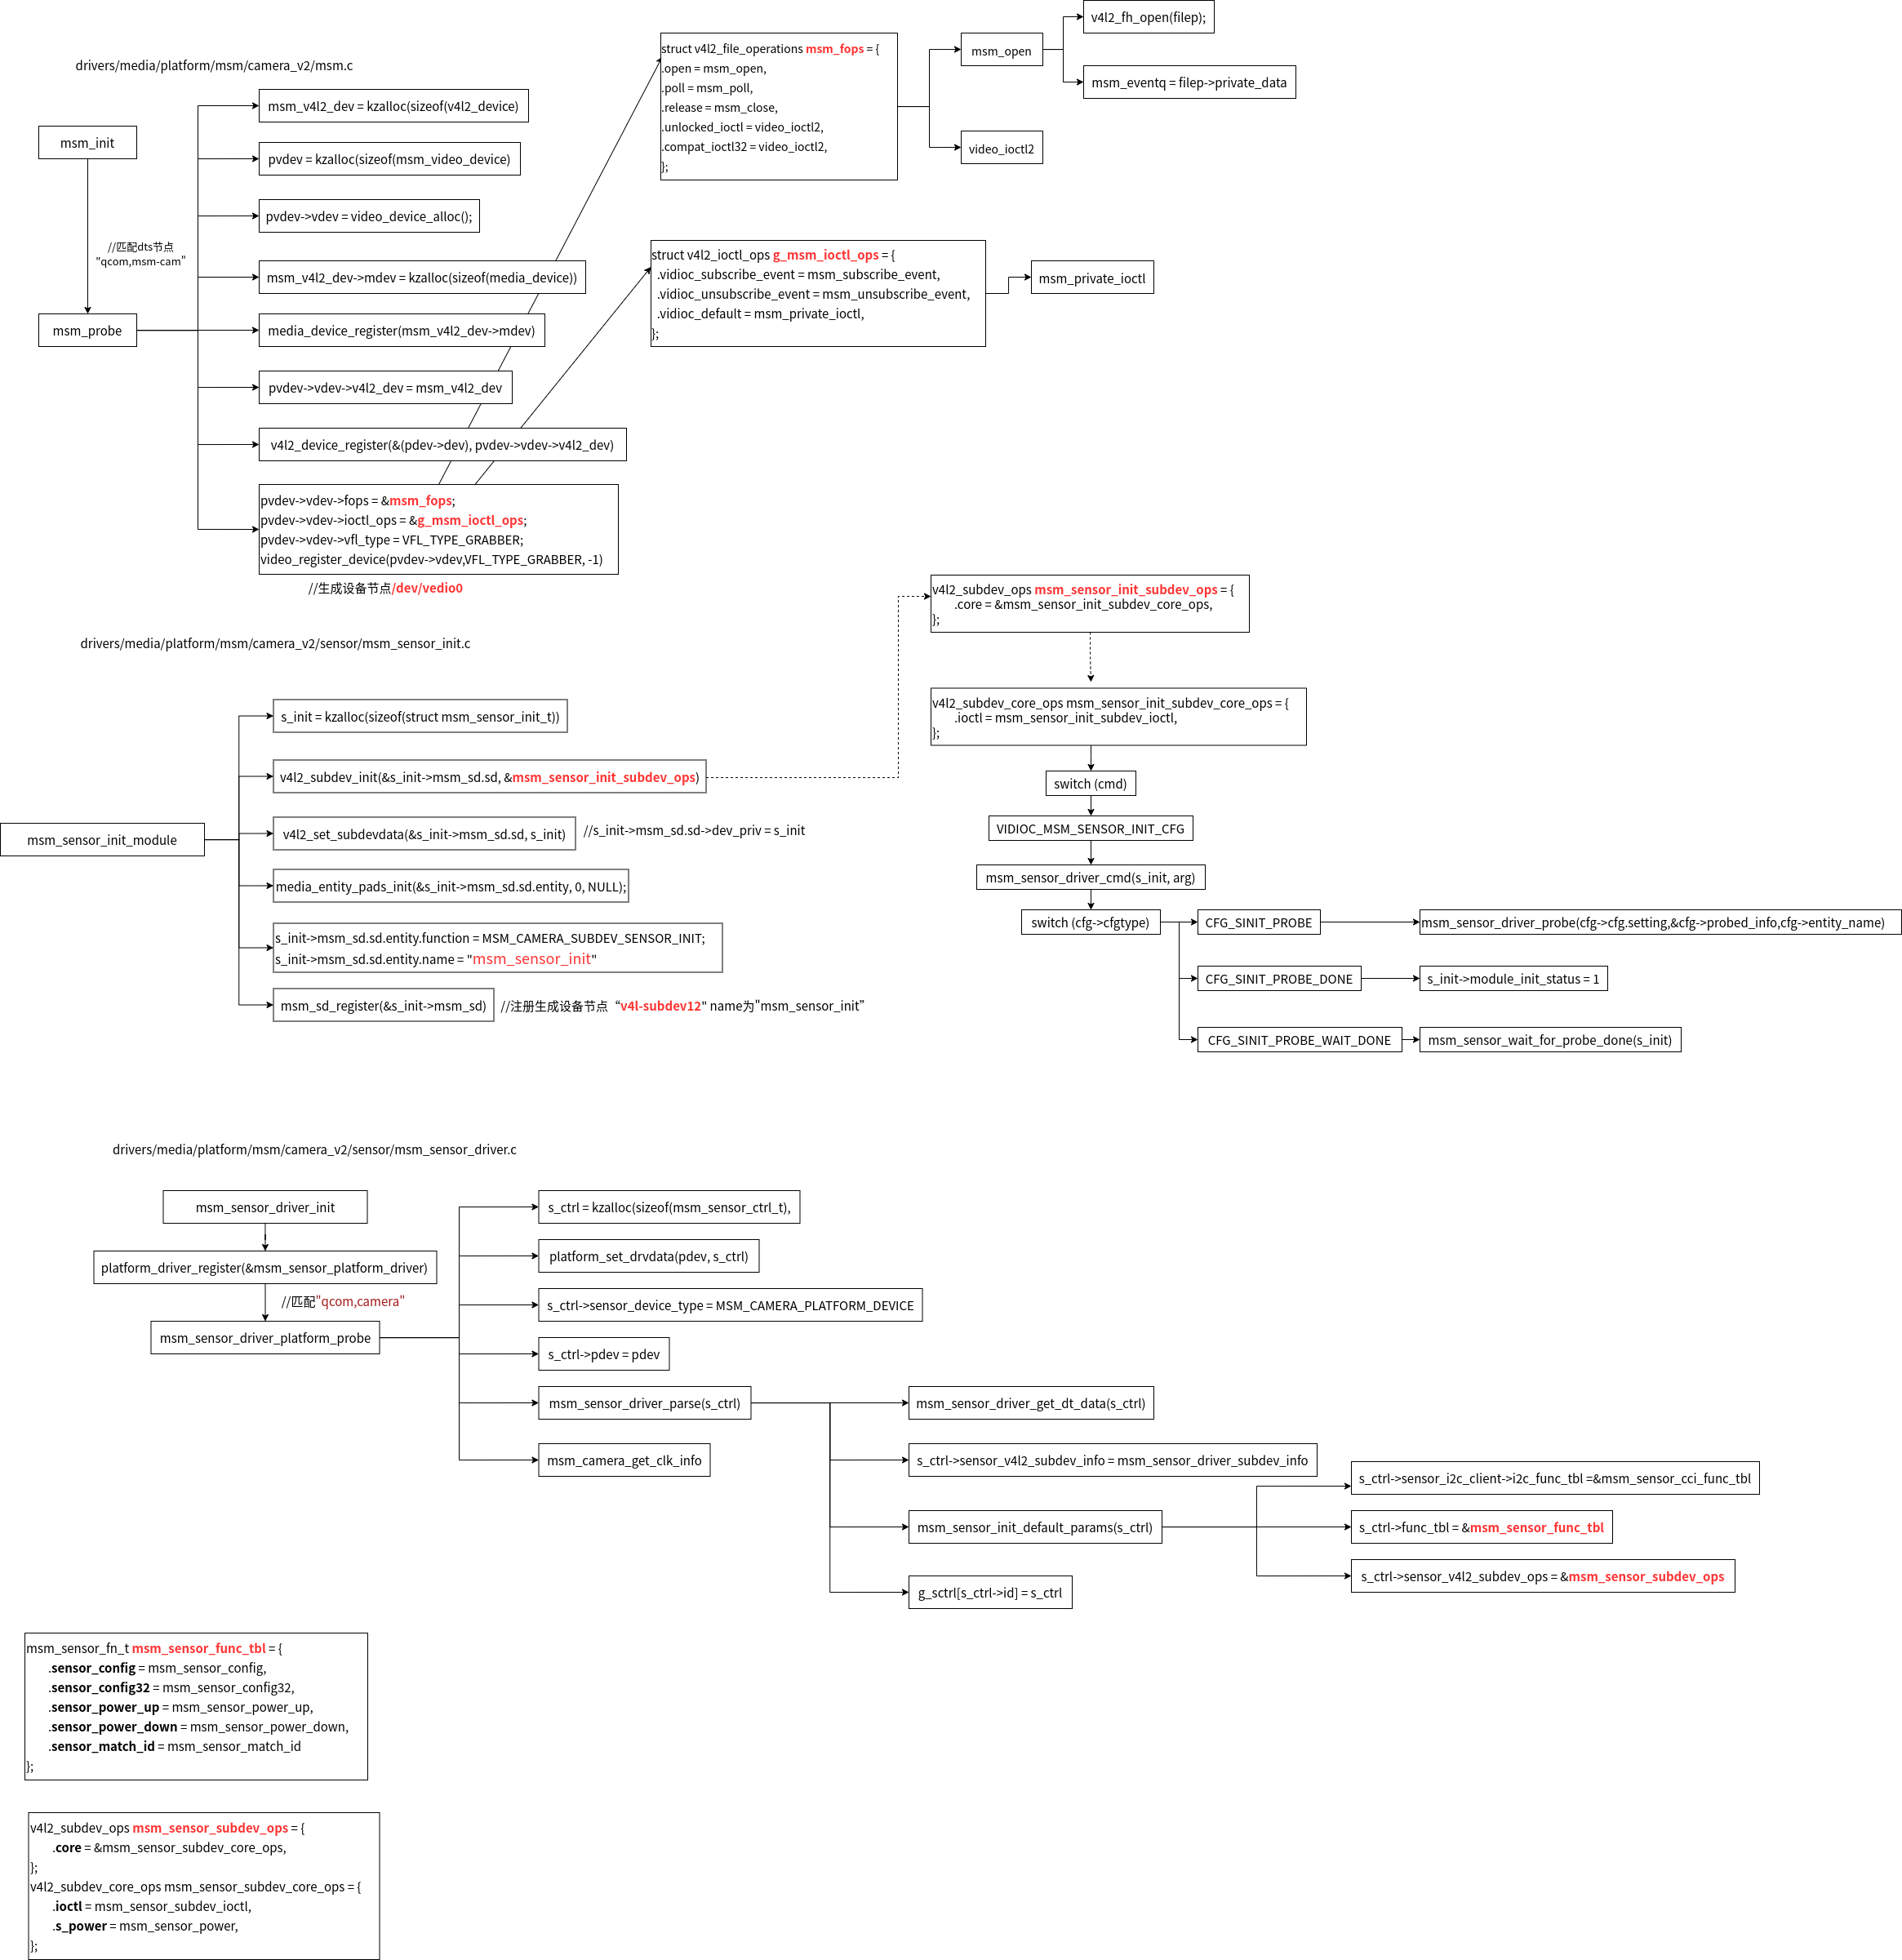 drivers/media/platform/msm/camera_v2/msm.c
msm_init
//匹配dts节点
"qcom,msm-cam"
msm_probe
msm_v4l2_dev = kzalloc(sizeof(v4l2_device)
pvdev = kzalloc(sizeof(msm_video_device)
pvdev->vdev = video_device_alloc();
msm_v4l2_dev->mdev = kzalloc(sizeof(media_device))
media_device_register(msm_v4l2_dev->mdev)
pvdev->vdev->v4l2_dev = msm_v4l2_dev
v4l2_device_register(&(pdev->dev), pvdev->vdev->v4l2_dev)
pvdev->vdev->fops = &msm_fops;
pvdev->vdev->ioctl_ops = &g_msm_ioctl_ops;
pvdev->vdev->vfl_type = VFL_TYPE_GRABBER;
video_register_device(pvdev->vdev,VFL_TYPE_GRABBER, -1)
//生成设备节点/dev/vedio0
struct v4l2_file_operations msm_fops = {
.open = msm_open,
.poll = msm_poll,
.release = msm_close,
.unlocked_ioctl = video_ioctl2,
.compat_ioctl32 = video_ioctl2,
};
msm_open
video_ioctl2
v4l2_fh_open(filep);
msm_eventq = filep->private_data
struct v4l2_ioctl_ops g_msm_ioctl_ops = {
.vidioc_subscribe_event = msm_subscribe_event,
.vidioc_unsubscribe_event = msm_unsubscribe_event,
.vidioc_default = msm_private_ioctl,
};
msm_private_ioctl
drivers/media/platform/msm/camera_v2/sensor/msm_sensor_init.c
msm_sensor_init_module
s_init = kzalloc(sizeof(struct msm_sensor_init_t))
v4l2_subdev_init(&s_init->msm_sd.sd, &msm_sensor_init_subdev_ops)
v4l2_set_subdevdata(&s_init->msm_sd.sd, s_init)
//s_init->msm_sd.sd->dev_priv = s_init
media_entity_pads_init(&s_init->msm_sd.sd.entity, 0, NULL);
s_init->msm_sd.sd.entity.function = MSM_CAMERA_SUBDEV_SENSOR_INIT;
s_init->msm_sd.sd.entity.name = "msm_sensor_init"
msm_sd_register(&s_init->msm_sd)
//注册生成设备节点“v4l-subdev12" name为"msm_sensor_init”
v4l2_subdev_ops msm_sensor_init_subdev_ops = {
.core = &msm_sensor_init_subdev_core_ops,
};
v4l2_subdev_core_ops msm_sensor_init_subdev_core_ops = {
.ioctl = msm_sensor_init_subdev_ioctl,
};
switch (cmd)
VIDIOC_MSM_SENSOR_INIT_CFG
msm_sensor_driver_cmd(s_init, arg)
switch (cfg->cfgtype)
CFG_SINIT_PROBE
msm_sensor_driver_probe(cfg->cfg.setting,&cfg->probed_info,cfg->entity_name)
CFG_SINIT_PROBE_DONE
s_init->module_init_status = 1
CFG_SINIT_PROBE_WAIT_DONE
msm_sensor_wait_for_probe_done(s_init)
drivers/media/platform/msm/camera_v2/sensor/msm_sensor_driver.c
msm_sensor_driver_init
platform_driver_register(&msm_sensor_platform_driver)
//匹配"qcom,camera"
msm_sensor_driver_platform_probe
s_ctrl = kzalloc(sizeof(msm_sensor_ctrl_t),
platform_set_drvdata(pdev, s_ctrl)
s_ctrl->sensor_device_type = MSM_CAMERA_PLATFORM_DEVICE
s_ctrl->pdev = pdev
msm_sensor_driver_parse(s_ctrl)
msm_camera_get_clk_info
msm_sensor_driver_get_dt_data(s_ctrl)
s_ctrl->sensor_v4l2_subdev_info = msm_sensor_driver_subdev_info
msm_sensor_init_default_params(s_ctrl)
g_sctrl[s_ctrl->id] = s_ctrl
s_ctrl->sensor_i2c_client->i2c_func_tbl =&msm_sensor_cci_func_tbl
s_ctrl->func_tbl = &msm_sensor_func_tbl
s_ctrl->sensor_v4l2_subdev_ops = &msm_sensor_subdev_ops
msm_sensor_fn_t msm_sensor_func_tbl = {
.sensor_config = msm_sensor_config,
.sensor_config32 = msm_sensor_config32,
.sensor_power_up = msm_sensor_power_up,
.sensor_power_down = msm_sensor_power_down,
.sensor_match_id = msm_sensor_match_id
};
v4l2_subdev_ops msm_sensor_subdev_ops = {
.core = &msm_sensor_subdev_core_ops,
};
v4l2_subdev_core_ops msm_sensor_subdev_core_ops = {
.ioctl = msm_sensor_subdev_ioctl,
.s_power = msm_sensor_power,
};